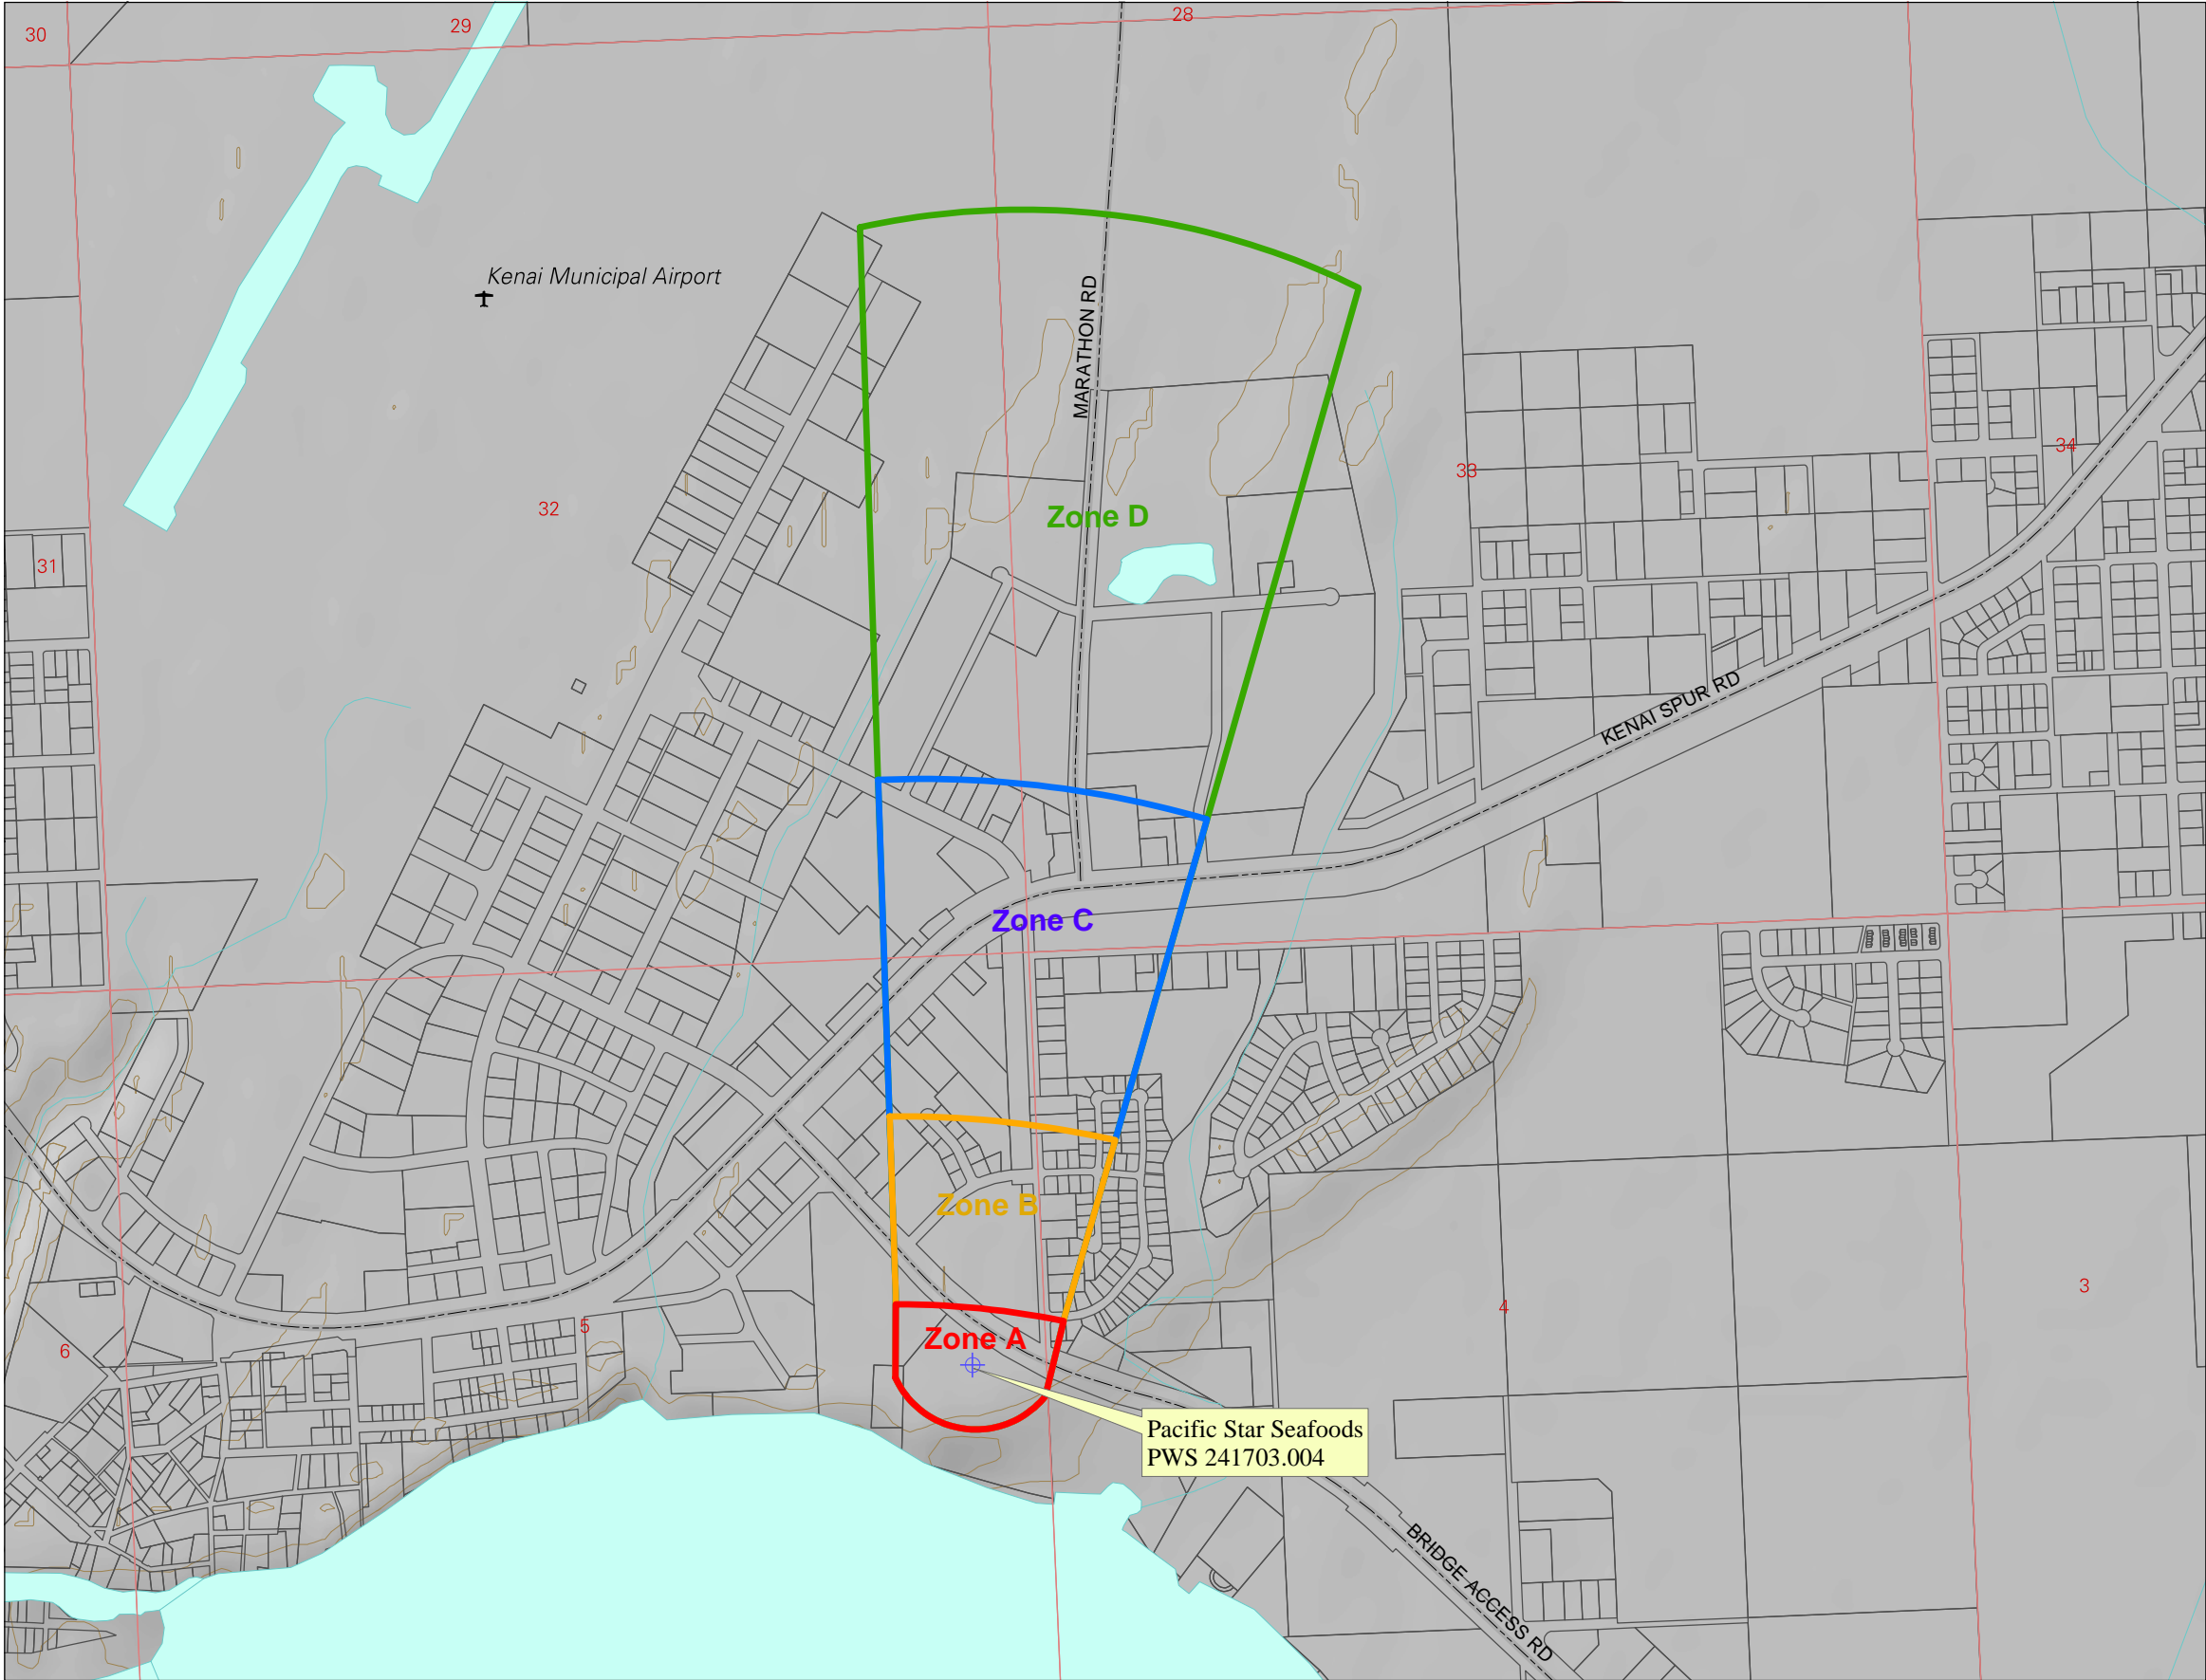 30
29
28
Kenai Municipal Airport
MARATHON RD
33
34
32
Zone D
31
KENAI SPUR RD
Zone C
Zone B
3
4
5
Zone A
6
Pacific Star Seafoods
PWS 241703.004
BRIDGE ACCESS RD